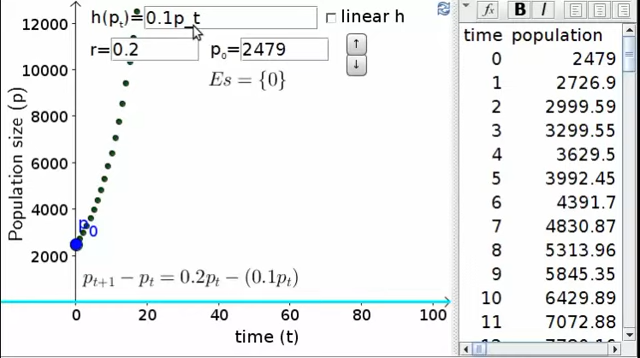 h(pₜ)=0.1p_t
linear h
r=0.2
p₀=2479
Es = {0}
Population size (p)
12000
10000
8000
6000
4000
2000
p₀
pₜ₊₁ − pₜ = 0.2pₜ − (0.1pₜ)
0 20 40 60 80 100
time (t)
fx B I
time population
0 2479
1 2726.9
2 2999.59
3 3299.55
4 3629.5
5 3992.45
6 4391.7
7 4830.87
8 5313.96
9 5845.35
10 6429.89
11 7072.88